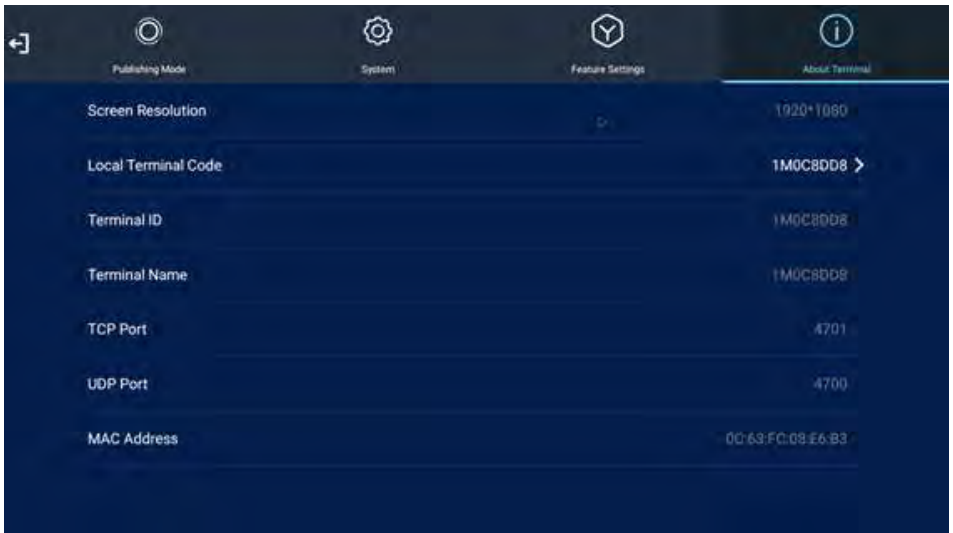 Publishing Mode
System
Feature Settings
About Terminal
Screen Resolution 1920*1080
Local Terminal Code 1M0C8DD8
Terminal ID 1M0C8DD8
Terminal Name 1M0C8DD8
TCP Port 4701
UDP Port 4700
MAC Address 0C:63:FC:08:E6:B3